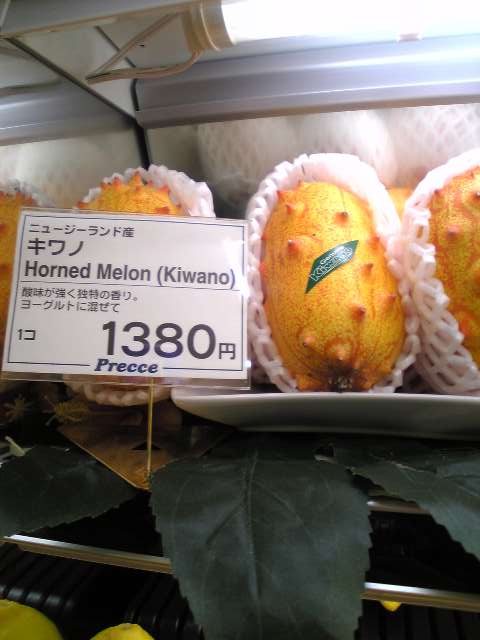 ニュージーランド産
キワノ
Horned Melon (Kiwano)
酸味が強く独特の香り。
ヨーグルトに混ぜて
1コ 1380円
Precce